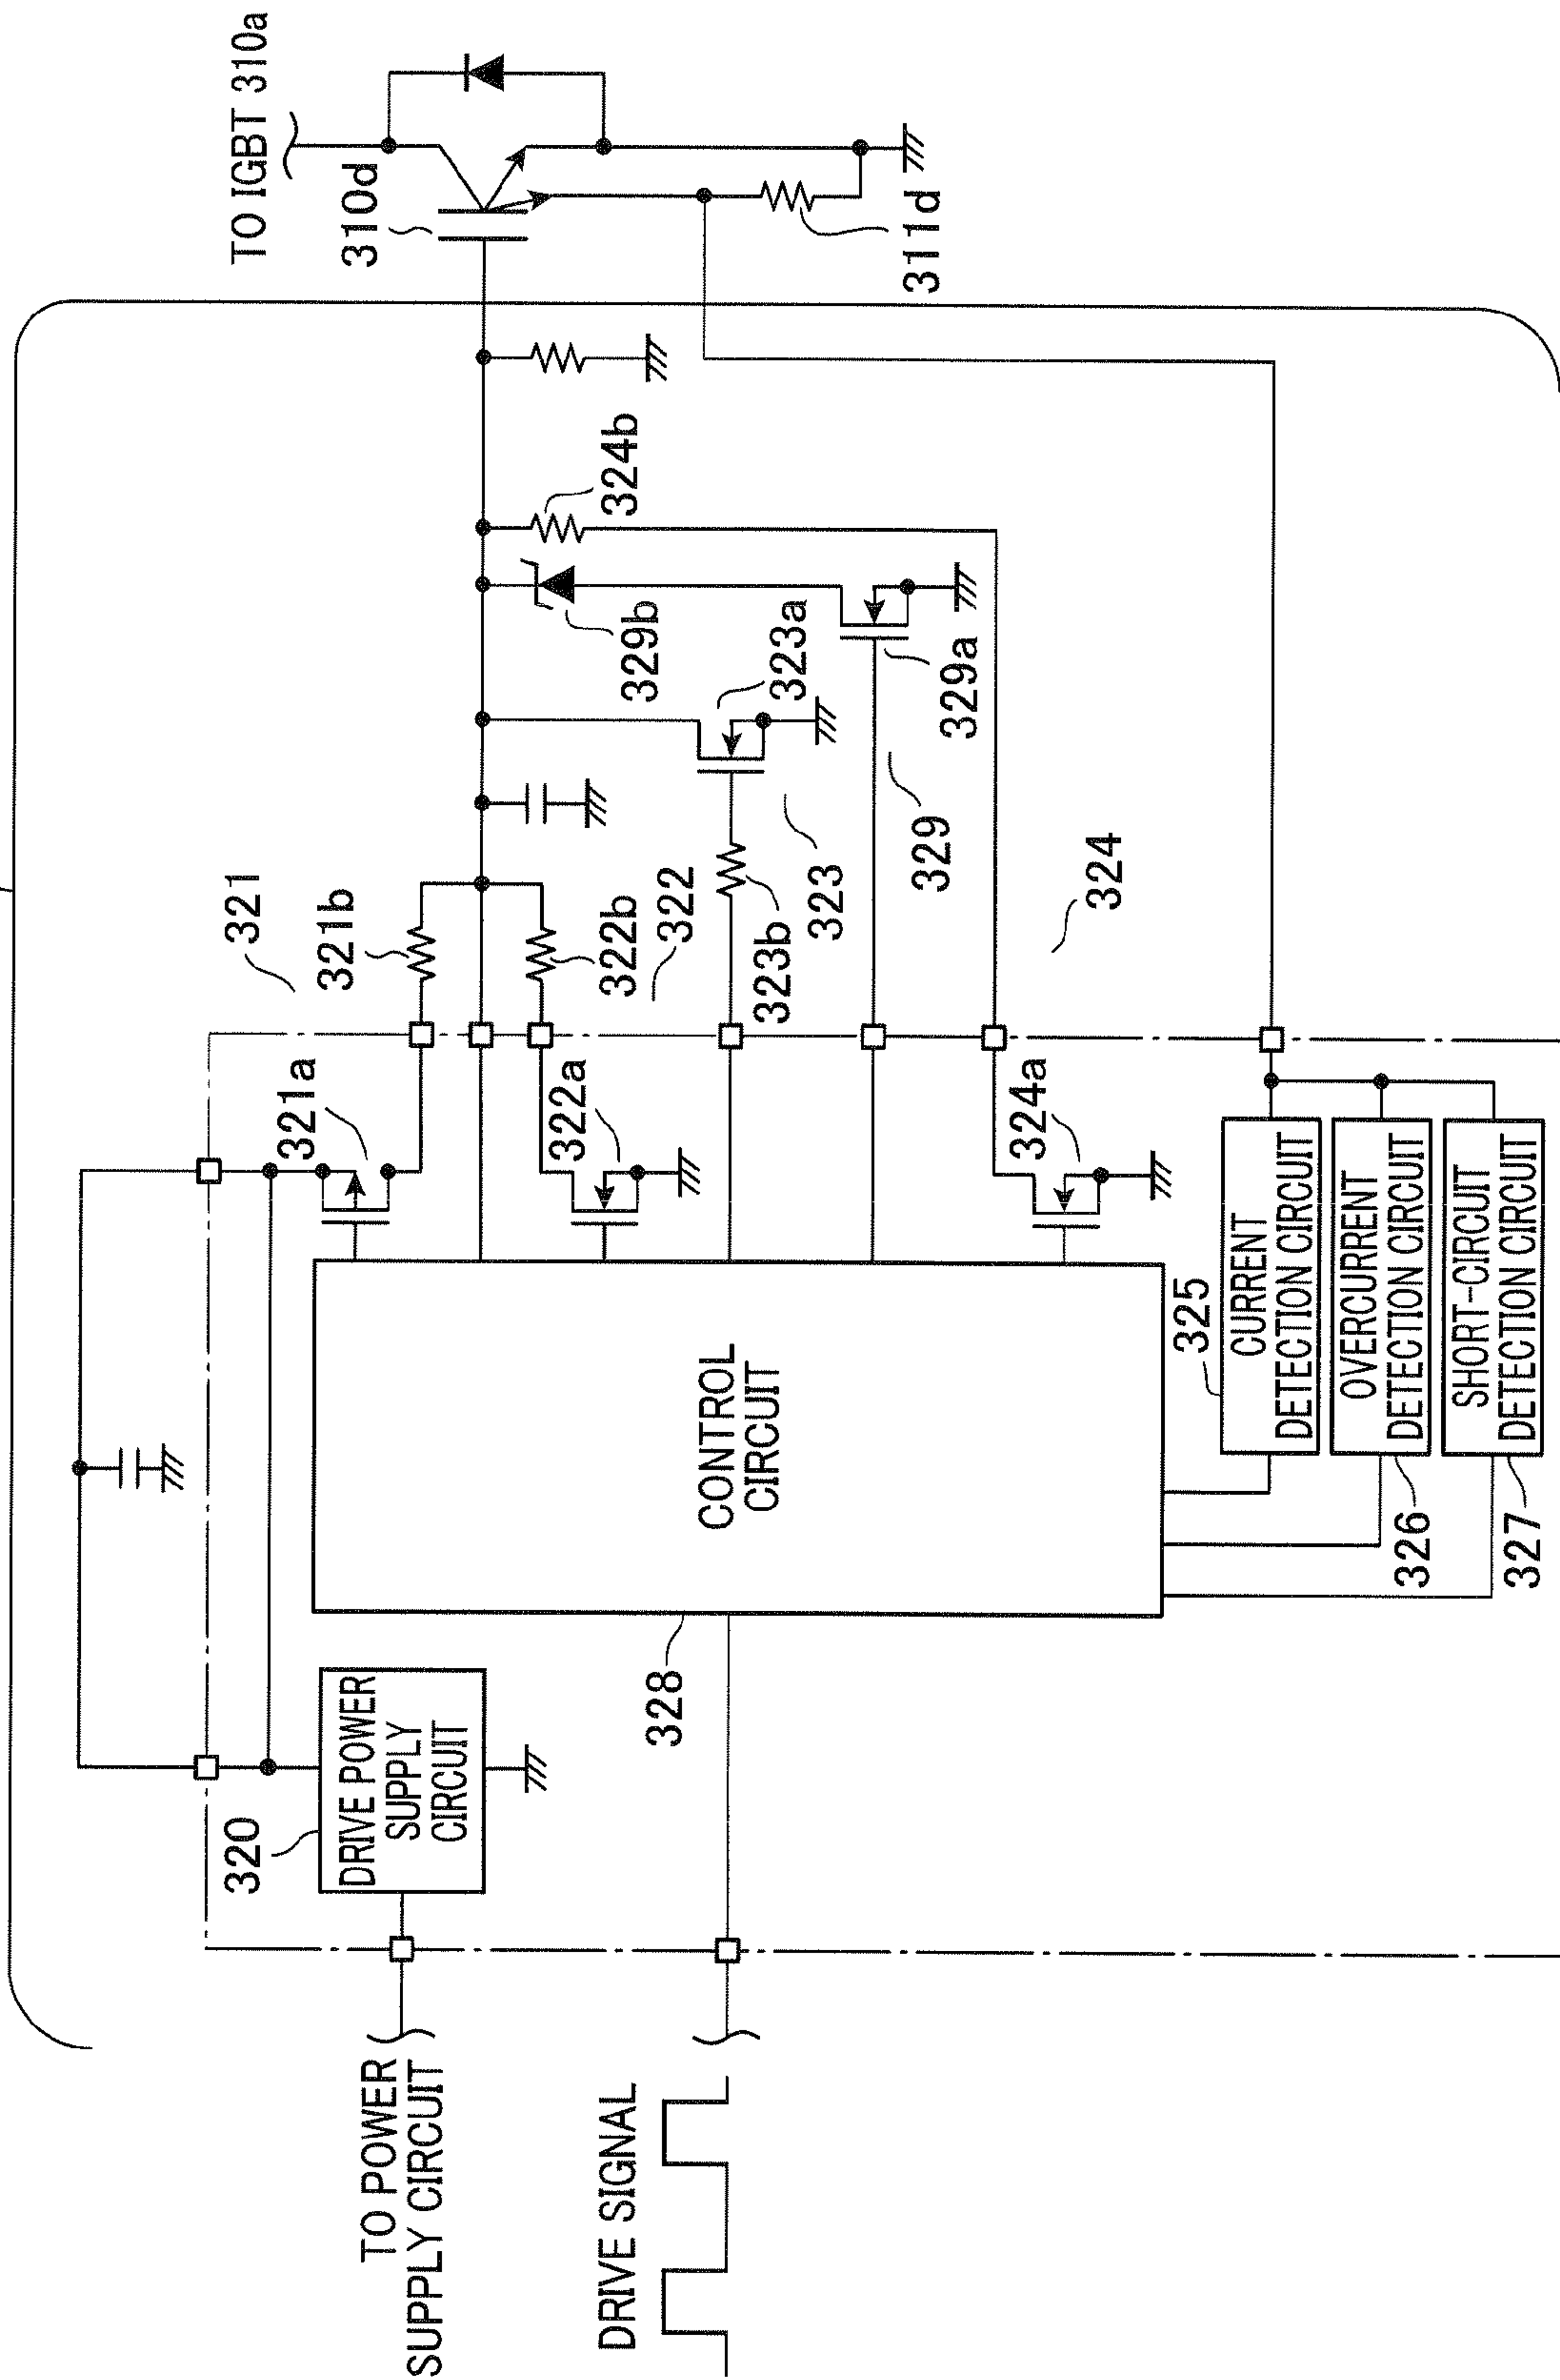 TO POWER
SUPPLY CIRCUIT
DRIVE SIGNAL
320
DRIVE POWER
SUPPLY
CIRCUIT
328
CONTROL
CIRCUIT
321
321a
321b
322a
322b
322
323b
323
323a
329b
329
329a
324
324a
324b
325
CURRENT
DETECTION CIRCUIT
326
OVERCURRENT
DETECTION CIRCUIT
327
SHORT-CIRCUIT
DETECTION CIRCUIT
TO IGBT 310a
310d
311d